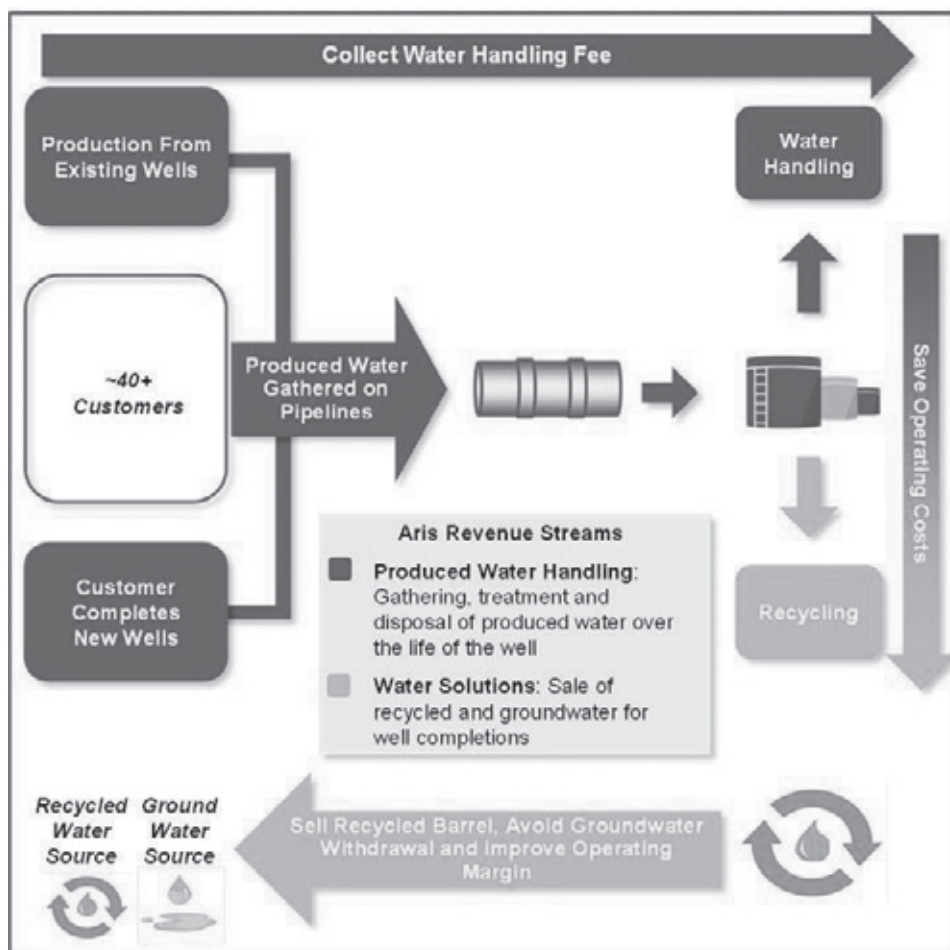 Collect Water Handling Fee
Production From
Existing Wells
Water
Handling
~40+
Customers
Produced Water
Gathered on
Pipelines
Save Operating Costs
Customer
Completes
New Wells
Aris Revenue Streams
Produced Water Handling:
Gathering, treatment and
disposal of produced water over
the life of the well
Water Solutions: Sale of
recycled and groundwater for
well completions
Recycling
Recycled
Water
Source
Ground
Water
Source
Sell Recycled Barrel, Avoid Groundwater
Withdrawal and Improve Operating
Margin